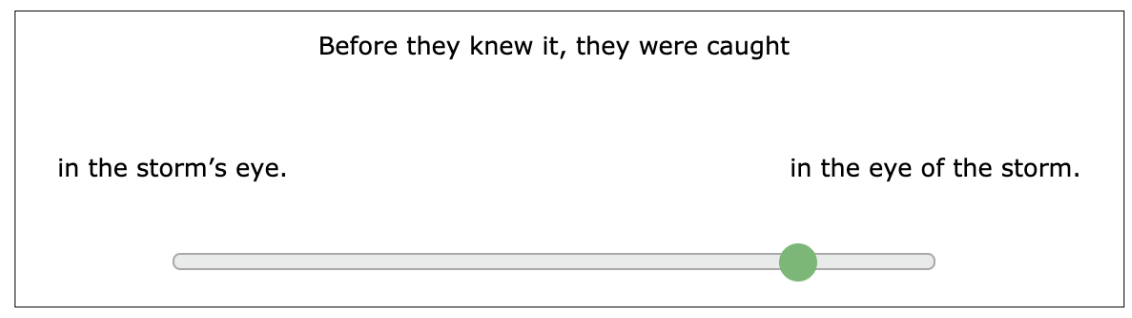 Before they knew it, they were caught
in the storm’s eye.
in the eye of the storm.